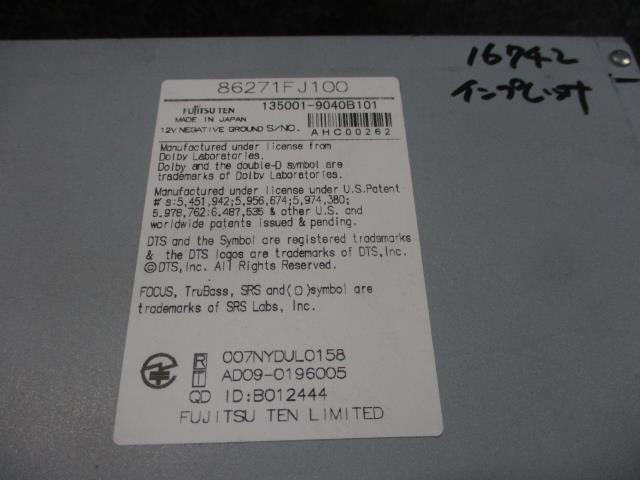 16742
インプレッサ
86271FJ100
FUJITSU TEN 135001-9040B101
MADE IN JAPAN
12V NEGATIVE GROUND S/NO. AHC00262
Manufactured under license from
Dolby Laboratories.
Dolby and the double-D symbol are
trademarks of Dolby Laboratories.
Manufactured under license under U.S.Patent
#'s:5,451,942;5,956,674;5,974,380;
5,978,762;6,487,535 & other U.S. and
worldwide patents issued & pending.
DTS and the Symbol are registered trademarks
& the DTS logos are trademarks of DTS,Inc.
©DTS,Inc. All Rights Reserved.
FOCUS, TruBass, SRS and(O)symbol are
trademarks of SRS Labs, Inc.
R 007NYDUL0158
T AD09-0196005
QD ID:B012444
FUJITSU TEN LIMITED